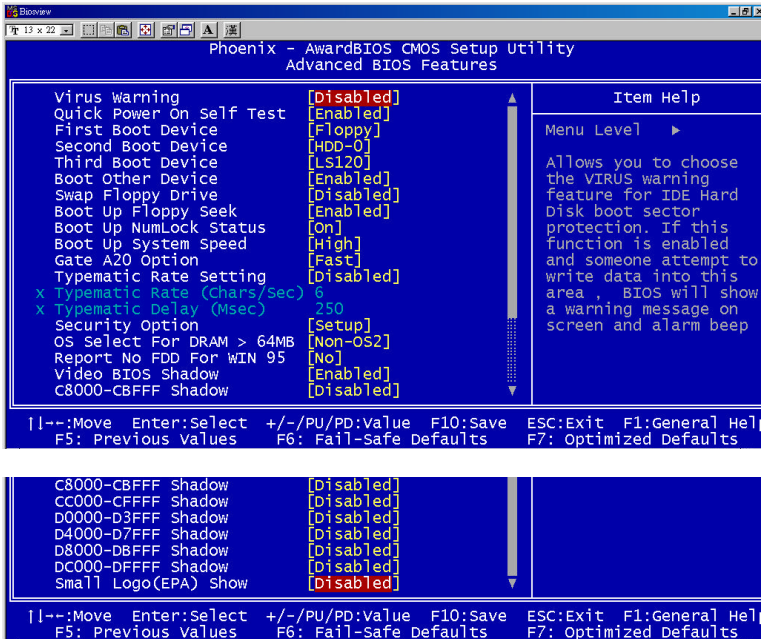 Biosview
13 x 22
A
漢
Phoenix - AwardBIOS CMOS Setup Utility
Advanced BIOS Features
Virus Warning [Disabled]
Quick Power On Self Test [Enabled]
First Boot Device [Floppy]
Second Boot Device [HDD-0]
Third Boot Device [LS120]
Boot Other Device [Enabled]
Swap Floppy Drive [Disabled]
Boot Up Floppy Seek [Enabled]
Boot Up NumLock Status [On]
Boot Up System Speed [High]
Gate A20 Option [Fast]
Typematic Rate Setting [Disabled]
x Typematic Rate (Chars/Sec) 6
x Typematic Delay (Msec) 250
Security Option [Setup]
OS Select For DRAM > 64MB [Non-OS2]
Report No FDD For WIN 95 [No]
Video BIOS Shadow [Enabled]
C8000-CBFFF Shadow [Disabled]
Item Help
Menu Level ▶
Allows you to choose
the VIRUS warning
feature for IDE Hard
Disk boot sector
protection. If this
function is enabled
and someone attempt to
write data into this
area , BIOS will show
a warning message on
screen and alarm beep
↑↓→←:Move Enter:Select +/-/PU/PD:Value F10:Save ESC:Exit F1:General Help
F5: Previous Values F6: Fail-Safe Defaults F7: Optimized Defaults
C8000-CBFFF Shadow [Disabled]
CC000-CFFFF Shadow [Disabled]
D0000-D3FFF Shadow [Disabled]
D4000-D7FFF Shadow [Disabled]
D8000-DBFFF Shadow [Disabled]
DC000-DFFFF Shadow [Disabled]
Small Logo(EPA) Show [Disabled]
↑↓→←:Move Enter:Select +/-/PU/PD:Value F10:Save ESC:Exit F1:General Help
F5: Previous Values F6: Fail-Safe Defaults F7: Optimized Defaults